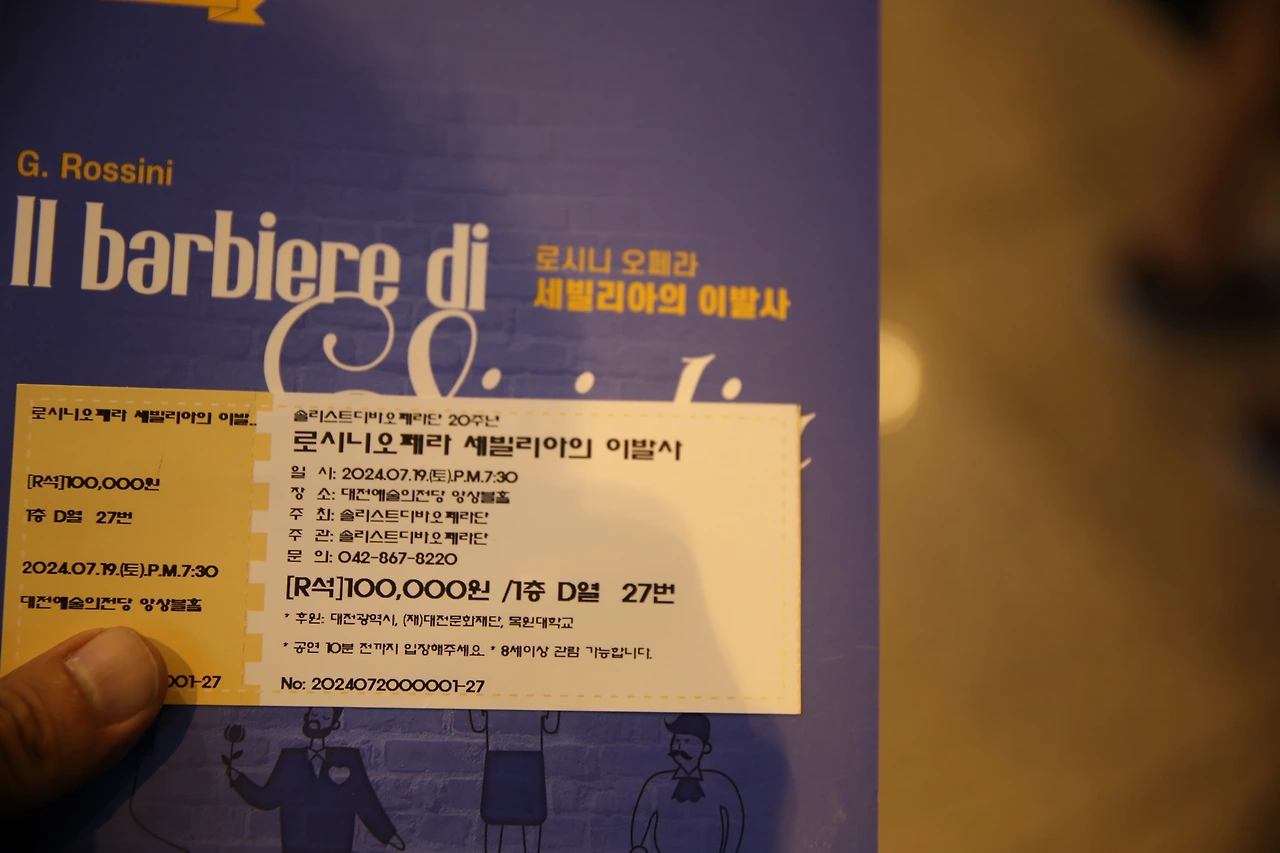 G. Rossini
Il barbiere di
로시니 오페라
세빌리아의 이발사
로시니오페라 세빌리아의 이발..
[R석]100,000원
1층 D열 27번
2024.07.19.(토).P.M.7:30
대전예술의전당 앙상블홀
001-27
솔리스트디바오페라단 20주년
로시니오페라 세빌리아의 이발사
일 시: 2024.07.19.(토).P.M.7:30
장 소: 대전예술의전당 앙상블홀
주 최: 솔리스트디바오페라단
주 관: 솔리스트디바오페라단
문 의: 042-867-8220
[R석]100,000원 /1층 D열 27번
* 후원: 대전광역시, (재)대전문화재단, 목원대학교
* 공연 10분 전까지 입장해주세요. * 8세이상 관람 가능합니다.
No: 2024072000001-27